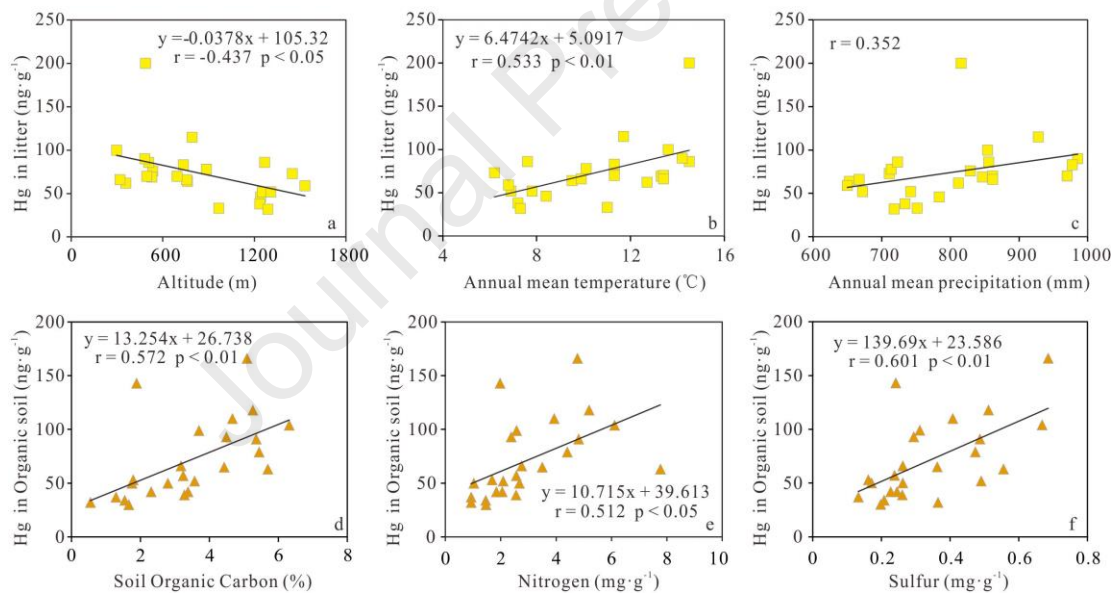 Journal Pre
y =-0.0378x + 105.32
r = -0.437 p < 0.05
Hg in litter (ng·g⁻¹)
250
200
150
100
50
0
0 600 1200 1800
Altitude (m)
a
y = 6.4742 + 5.0917
r = 0.533 p < 0.01
Hg in litter (ng·g⁻¹)
250
200
150
100
50
0
4 8 12 16
Annual mean temperature (℃)
b
r = 0.352
Hg in litter (ng·g⁻¹)
250
200
150
100
50
0
600 700 800 900 1000
Annual mean precipitation (mm)
c
y = 13.254x + 26.738
r = 0.572 p < 0.01
Hg in Organic soil (ng·g⁻¹)
200
150
100
50
0
0 2 4 6 8
Soil Organic Carbon (%)
d
Hg in Organic soil (ng·g⁻¹)
200
150
100
50
0
y = 10.715x + 39.613
r = 0.512 p < 0.05
0 2 4 6 8 10
Nitrogen (mg·g⁻¹)
e
y = 139.69x + 23.586
r = 0.601 p < 0.01
Hg in Organic soil (ng·g⁻¹)
200
150
100
50
0
0 0.2 0.4 0.6 0.8
Sulfur (mg·g⁻¹)
f